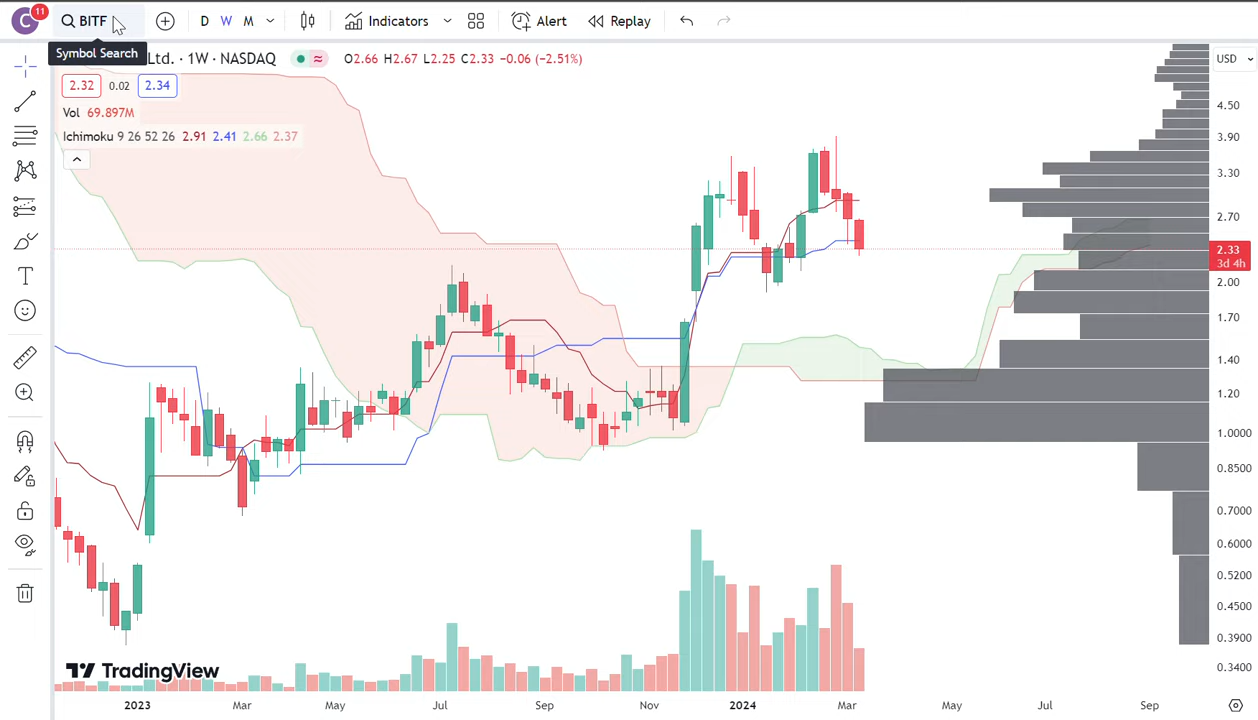 C 11 BITF D W M Indicators Alert Replay
Symbol Search Ltd. · 1W · NASDAQ O2.66 H2.67 L2.25 C2.33 −0.06 (−2.51%) USD
2.32 0.02 2.34
Vol 69.897M
Ichimoku 9 26 52 26 2.91 2.41 2.66 2.37
4.50
3.90
3.30
2.70
2.33
3d 4h
2.00
1.70
1.40
1.20
1.0000
0.8500
0.7000
0.6000
0.5200
0.4500
0.3900
0.3400
TradingView
2023 Mar May Jul Sep Nov 2024 Mar May Jul Sep